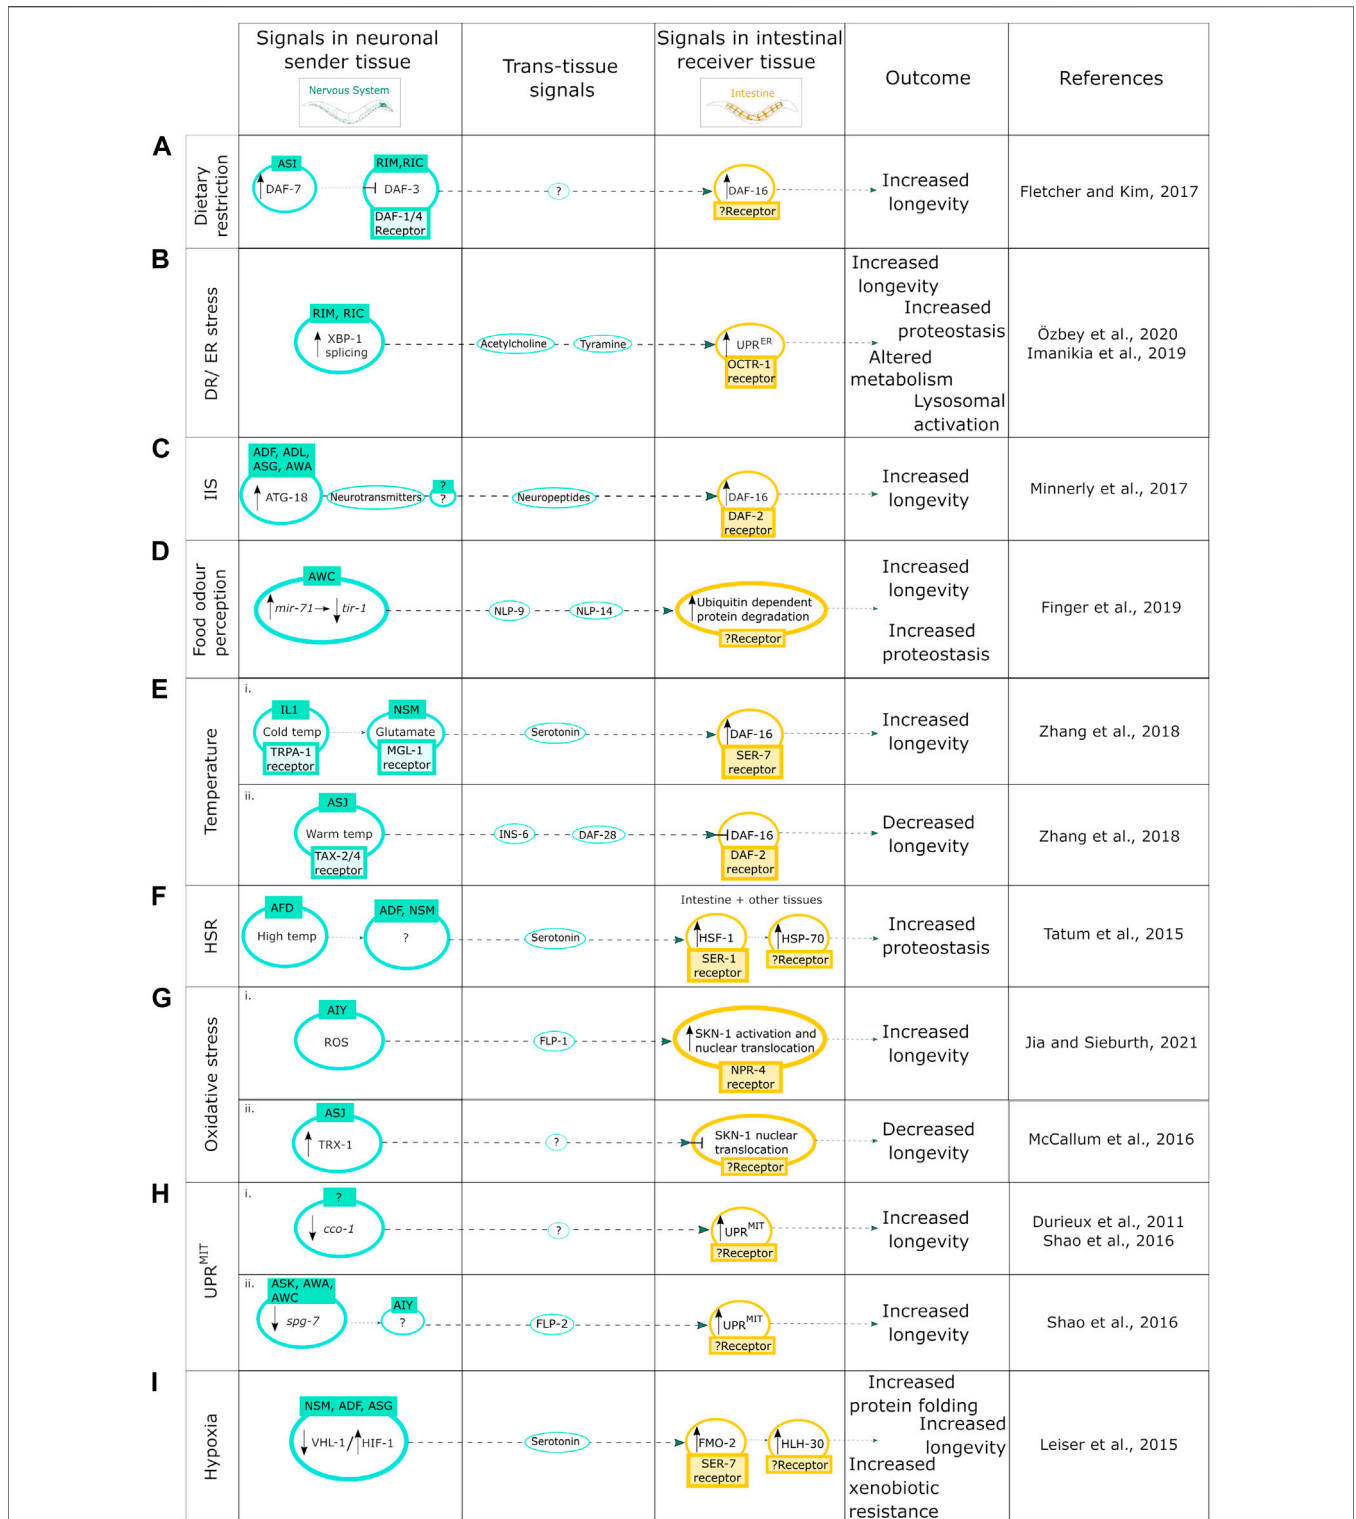 Signals in neuronal
sender tissue
Nervous System
Trans-tissue
signals
Signals in intestinal
receiver tissue
Intestine
Outcome
References
A
Dietary
restriction
ASI
DAF-7
RIM,RIC
DAF-3
DAF-1/4
Receptor
?
DAF-16
?Receptor
Increased
longevity
Fletcher and Kim, 2017
B
DR/ ER stress
RIM, RIC
XBP-1
splicing
Acetylcholine
Tyramine
UPR^ER
OCTR-1
receptor
Increased
longevity
Increased
proteostasis
Altered
metabolism
Lysosomal
activation
Özbey et al., 2020
Imanikia et al., 2019
C
IIS
ADF, ADL,
ASG, AWA
ATG-18
Neurotransmitters
?
?
Neuropeptides
DAF-16
DAF-2
receptor
Increased
longevity
Minnerly et al., 2017
D
Food odour
perception
AWC
mir-71
tir-1
NLP-9
NLP-14
Ubiquitin dependent
protein degradation
?Receptor
Increased
longevity
Increased
proteostasis
Finger et al., 2019
E
Temperature
i.
IL1
Cold temp
TRPA-1
receptor
NSM
Glutamate
MGL-1
receptor
Serotonin
DAF-16
SER-7
receptor
Increased
longevity
Zhang et al., 2018
ii.
ASJ
Warm temp
TAX-2/4
receptor
INS-6
DAF-28
DAF-16
DAF-2
receptor
Decreased
longevity
Zhang et al., 2018
F
HSR
AFD
High temp
ADF, NSM
?
Serotonin
Intestine + other tissues
HSF-1
SER-1
receptor
HSP-70
?Receptor
Increased
proteostasis
Tatum et al., 2015
G
Oxidative stress
i.
AIY
ROS
FLP-1
SKN-1 activation and
nuclear translocation
NPR-4
receptor
Increased
longevity
Jia and Sieburth, 2021
ii.
ASJ
TRX-1
?
SKN-1 nuclear
translocation
?Receptor
Decreased
longevity
McCallum et al., 2016
H
UPR^MIT
i.
?
cco-1
?
UPR^MIT
?Receptor
Increased
longevity
Durieux et al., 2011
Shao et al., 2016
ii.
ASK, AWA,
AWC
spg-7
AIY
?
FLP-2
UPR^MIT
?Receptor
Increased
longevity
Shao et al., 2016
I
Hypoxia
NSM, ADF, ASG
VHL-1/HIF-1
Serotonin
FMO-2
SER-7
receptor
HLH-30
?Receptor
Increased
protein folding
Increased
longevity
Increased
xenobiotic
resistance
Leiser et al., 2015